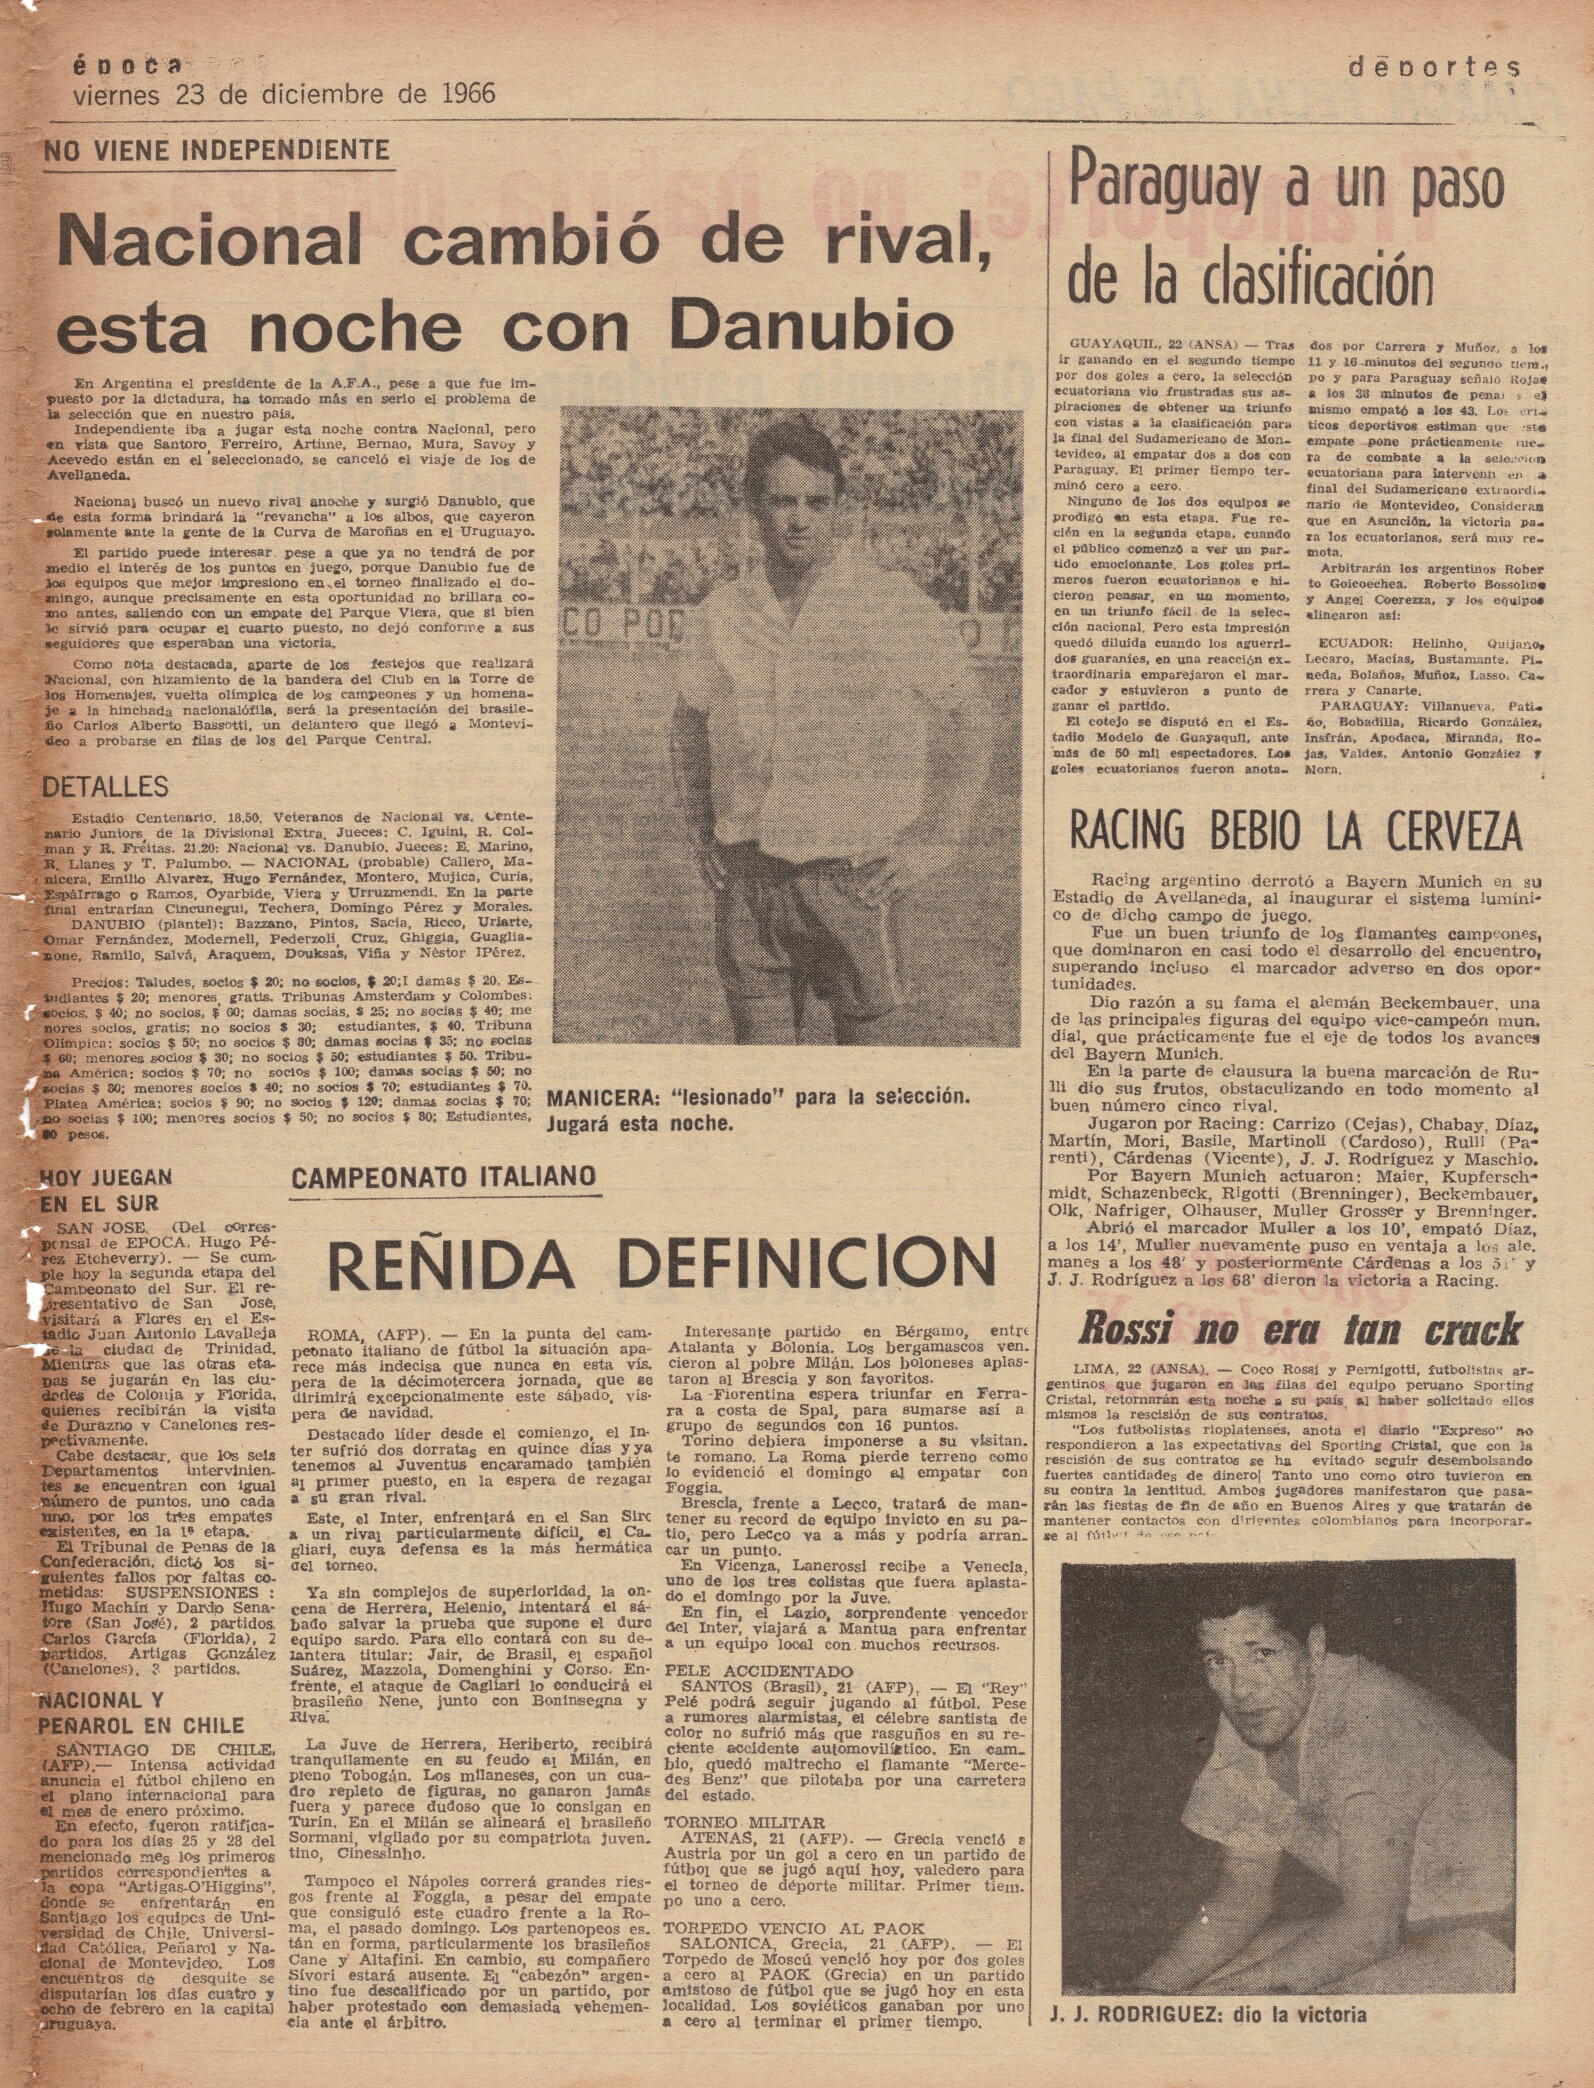 época
viernes 23 de diciembre de 1966
deportes
NO VIENE INDEPENDIENTE
Nacional cambió de rival,
esta noche con Danubio
En Argentina el presidente de la A.F.A., pese a que fue im-
puesto por la dictadura, ha tomado más en serio el problema de
la selección que en nuestro país.
Independiente iba a jugar esta noche contra Nacional, pero
en vista que Santoro, Ferreiro, Artime, Bernao, Mura, Savoy y
Acevedo están en el seleccionado, se canceló el viaje de los de
Avellaneda.
Nacional buscó un nuevo rival anoche y surgió Danubio, que
de esta forma brindará la "revancha" a los albos, que cayeron
solamente ante la gente de la Curva de Maroñas en el Uruguayo.
El partido puede interesar, pese a que ya no tendrá de por
medio el interés de los puntos en juego, porque Danubio fue de
los equipos que mejor impresiono en el torneo finalizado el do-
mingo, aunque precisamente en esta oportunidad no brillara co-
mo antes, saliendo con un empate del Parque Viera, que si bien
le sirvió para ocupar el cuarto puesto, no dejó conforme a sus
seguidores que esperaban una victoria.
Como nota destacada, aparte de los festejos que realizará
Nacional, con hizamiento de la bandera del Club en la Torre de
los Homenajes, vuelta olímpica de los campeones y un homena-
je a la hinchada nacionalófila, será la presentación del brasile-
ño Carlos Alberto Bassotti, un delantero que llegó a Montevi-
deo a probarse en filas de los del Parque Central.
DETALLES
Estadio Centenario. 18.50. Veteranos de Nacional vs. Cente-
nario Juniors, de la Divisional Extra. Jueces: C. Iguini, R. Col-
man y R. Freitas. 21.20: Nacional vs. Danubio. Jueces: E. Marino,
R. Llanes y T. Palumbo. — NACIONAL (probable) Callero, Ma-
nicera, Emilio Alvarez, Hugo Fernández, Montero, Mujica, Curia,
Espáirrago o Ramos, Oyarbide, Viera y Urruzmendi. En la parte
final entrarían Cincunegui, Techera, Domingo Pérez y Morales.
DANUBIO (plantel): Bazzano, Pintos, Sacía, Ricco, Uriarte,
Omar Fernández, Modernell, Pederzoli, Cruz, Ghiggia, Guaglia-
none, Ramilo, Salvá, Araquem, Douksas, Viña y Néstor IPérez.
Precios: Taludes, socios $ 20; no socios, $ 20;I damas $ 20. Es-
tudiantes $ 20; menores, gratis. Tribunas Amsterdam y Colombes:
socios, $ 40; no socios, $ 60; damas socias, $ 25; no socias $ 40; me
nores socios, gratis; no socios $ 30; estudiantes, $ 40. Tribuna
Olímpica: socios $ 50; no socios $ 80; damas socias $ 35; no socias
$ 60; menores socios $ 30; no socios $ 50; estudiantes $ 50. Tribu-
na América: socios $ 70; no socios $ 100; damas socias $ 50; no
socias $ 80; menores socios $ 40; no socios $ 70; estudiantes $ 70.
Platea América: socios $ 90; no socios $ 120; damas socias $ 70;
no socias $ 100; menores socios $ 50; no socios $ 80; Estudiantes,
80 pesos.
CO POC
MANICERA: "lesionado" para la selección.
Jugará esta noche.
HOY JUEGAN
EN EL SUR
SAN JOSE, (Del corres-
ponsal de EPOCA, Hugo Pé-
rez Etcheverry). — Se cum-
ple hoy la segunda etapa del
Campeonato del Sur. El re-
presentativo de San José,
visitará a Flores en el Es-
tadio Juan Antonio Lavalleja
de la ciudad de Trinidad.
Mientras que las otras eta-
pas se jugarán en las ciu-
dades de Colonia y Florida,
quienes recibirán la visita
de Durazno y Canelones res-
pectivamente.
Cabe destacar, que los seis
Departamentos intervinien-
tes se encuentran con igual
número de puntos, uno cada
uno, por los tres empates
existentes, en la 1ª etapa.
El Tribunal de Penas de la
Confederación, dictó los si-
guientes fallos por faltas co-
metidas: SUSPENSIONES:
Hugo Machín y Dardo Sena-
tore (San José), 2 partidos.
Carlos García (Florida), 2
partidos. Artigas González
(Canelones), 3 partidos.
NACIONAL Y
PEÑAROL EN CHILE
SANTIAGO DE CHILE,
(AFP).— Intensa actividad
anuncia el fútbol chileno en
el plano internacional para
el mes de enero próximo.
En efecto, fueron ratifica-
do para los días 25 y 28 del
mencionado mes los primeros
partidos correspondientes a
la copa "Artigas-O'Higgins",
donde se enfrentarán en
Santiago los equipos de Uni-
versidad de Chile, Universi-
dad Católica, Peñarol y Na-
cional de Montevideo. Los
encuentros de desquite se
disputarían los días cuatro y
ocho de febrero en la capital
uruguaya.
CAMPEONATO ITALIANO
REÑIDA DEFINICION
ROMA, (AFP). — En la punta del cam-
peonato italiano de fútbol la situación apa-
rece más indecisa que nunca en esta vís.
pera de la décimotercera jornada, que se
dirimirá excepcionalmente este sábado, vís-
pera de navidad.
Destacado líder desde el comienzo, el In-
ter sufrió dos dorratas en quince días y ya
tenemos al Juventus encaramado también
al primer puesto, en la espera de rezagar
a su gran rival.
Este, el Inter, enfrentará en el San Siro
a un rival particularmente difícil, el Ca-
gliari, cuya defensa es la más hermática
del torneo.
Ya sin complejos de superioridad, la on-
cena de Herrera, Helenio, intentará el sá-
bado salvar la prueba que supone el duro
equipo sardo. Para ello contará con su de-
lantera titular: Jair, de Brasil, el español
Suárez, Mazzola, Domenghini y Corso. En-
frente, el ataque de Cagliari lo conducirá el
brasileño Nene, junto con Boninsegna y
Riva.
La Juve de Herrera, Heriberto, recibirá
tranquilamente en su feudo al Milán, en
pleno Tobogán. Los milaneses, con un cua-
dro repleto de figuras, no ganaron jamás
fuera y parece dudoso que lo consigan en
Turín. En el Milán se alineará el brasileño
Sormani, vigilado por su compatriota juven-
tino, Cinessinho.
Tampoco el Nápoles correrá grandes ries-
gos frente al Foggia, a pesar del empate
que consiguió este cuadro frente a la Ro-
ma, el pasado domingo. Los partenopeos es.
tán en forma, particularmente los brasileños
Cane y Altafini. En cambio, su compañero
Sívori estará ausente. El "cabezón" argen-
tino fue descalificado por un partido, por
haber protestado con demasiada vehemen-
cia ante el árbitro.
Interesante partido en Bérgamo, entre
Atalanta y Bolonia. Los bergamascos ven.
cieron al pobre Milán. Los boloneses aplas-
taron al Brescia y son favoritos.
La Fiorentina espera triunfar en Ferra-
ra a costa de Spal, para sumarse así a
grupo de segundos con 16 puntos.
Torino debiera imponerse a su visitan.
te romano. La Roma pierde terreno como
lo evidenció el domingo al empatar con
Foggia.
Brescia, frente a Lecco, tratará de man-
tener su record de equipo invicto en su pa-
tio, pero Lecco va a más y podría arran-
car un punto.
En Vicenza, Lanerossi recibe a Venecia,
uno de los tres colistas que fuera aplasta-
do el domingo por la Juve.
En fin, el Lazio, sorprendente vencedor
del Inter, viajará a Mantua para enfrentar
a un equipo local con muchos recursos.
PELE ACCIDENTADO
SANTOS (Brasil), 21 (AFP). — El "Rey"
Pelé podrá seguir jugando al fútbol. Pese
a rumores alarmistas, el célebre santista de
color no sufrió más que rasguños en su re-
ciente accidente automovilístico. En cam-
bio, quedó maltrecho el flamante "Merce-
des Benz" que pilotaba por una carretera
del estado.
TORNEO MILITAR
ATENAS, 21 (AFP). — Grecia venció a
Austria por un gol a cero en un partido de
fútbol que se jugó aquí hoy, valedero para
el torneo de déporte militar. Primer tiem.
po uno a cero.
TORPEDO VENCIO AL PAOK
SALONICA, Grecia, 21 (AFP). — El
Torpedo de Moscú venció hoy por dos goles
a cero al PAOK (Grecia) en un partido
amistoso de fútbol que se jugó hoy en esta
localidad. Los soviéticos ganaban por uno
a cero al terminar el primer tiempo.
Paraguay a un paso
de la clasificación
GUAYAQUIL, 22 (ANSA) — Tras
ir ganando en el segundo tiempo
por dos goles a cero, la selección
ecuatoriana vio frustradas sus as-
piraciones de obtener un triunfo
con vistas a la clasificación para
la final del Sudamericano de Mon-
tevideo, al empatar dos a dos con
Paraguay. El primer tiempo ter-
minó cero a cero.
Ninguno de los dos equipos se
prodigó en esta etapa. Fue re-
cién en la segunda etapa, cuando
el público comenzó a ver un par-
tido emocionante. Los goles pri-
meros fueron ecuatorianos e hi-
cieron pensar, en un momento,
en un triunfo fácil de la selec-
ción nacional. Pero esta impresión
quedó diluida cuando los aguerri-
dos guaraníes, en una reacción ex-
traordinaria emparejaron el mar-
cador y estuvieron a punto de
ganar el partido.
El cotejo se disputó en el Es-
tadio Modelo de Guayaquil, ante
más de 50 mil espectadores. Los
goles ecuatorianos fueron anota-
dos por Carrera y Muñoz, a los
11 y 16 minutos del segundo tiem.,
po y para Paraguay señaló Rojas
a los 38 minutos de penal y el
mismo empató a los 43. Los crí-
ticos deportivos estiman que este
empate pone prácticamente fue-
ra de combate a la selección
ecuatoriana para intervenir en a
final del Sudamericano extraordi-
nario de Montevideo, Consideran
que en Asunción, la victoria pa-
ra los ecuatorianos, será muy re-
mota.
Arbitrarán los argentinos Rober
to Goicoechea, Roberto Bossolino
y Angel Coerezza, y los equipos
alinearon así:
ECUADOR: Helinho, Quijano,
Lecaro, Macías, Bustamante, Pi-
neda, Bolaños, Muñoz, Lasso, Ca-
rrera y Canarte.
PARAGUAY: Villanueva, Pati-
ño, Bobadilla, Ricardo González,
Insfrán, Apodaca, Miranda, Ro-
jas, Valdez, Antonio González y
Mora.
RACING BEBIO LA CERVEZA
Racing argentino derrotó a Bayern Munich en su
Estadio de Avellaneda, al inaugurar el sistema lumíni-
co de dicho campo de juego.
Fue un buen triunfo de los flamantes campeones,
que dominaron en casi todo el desarrollo del encuentro,
superando incluso el marcador adverso en dos opor-
tunidades.
Dio razón a su fama el alemán Beckembauer, una
de las principales figuras del equipo vice-campeón mun.
dial, que prácticamente fue el eje de todos los avances
del Bayern Munich.
En la parte de clausura la buena marcación de Ru-
lli dio sus frutos, obstaculizando en todo momento al
buen número cinco rival.
Jugaron por Racing: Carrizo (Cejas), Chabay, Díaz,
Martín, Mori, Basile, Martinoli (Cardoso), Rulli (Pa-
renti), Cárdenas (Vicente), J. J. Rodríguez y Maschio.
Por Bayern Munich actuaron: Maier, Kupfersch-
midt, Schazenbeck, Rigotti (Brenninger), Beckembauer,
Olk, Nafriger, Olhauser, Muller Grosser y Brenninger.
Abrió el marcador Muller a los 10', empató Díaz,
a los 14', Muller nuevamente puso en ventaja a los ale.
manes a los 48' y posteriormente Cárdenas a los 51' y
J. J. Rodríguez a los 68' dieron la victoria a Racing.
Rossi no era tan crack
LIMA, 22 (ANSA). — Coco Rossi y Pernigotti, futbolistas ar-
gentinos que jugaron en las filas del equipo peruano Sporting
Cristal, retornarán esta noche a su país, al haber solicitado ellos
mismos la rescisión de sus contratos.
"Los futbolistas rioplatenses, anota el diario "Expreso" no
respondieron a las expectativas del Sporting Cristal, que con la
rescisión de sus contratos se ha evitado seguir desembolsando
fuertes cantidades de dinero| Tanto uno como otro tuvieron en
su contra la lentitud. Ambos jugadores manifestaron que pasa-
rán las fiestas de fin de año en Buenos Aires y que tratarán de
mantener contactos con dirigentes colombianos para incorporar-
se al fútbol de ese país
J. J. RODRIGUEZ: dio la victoria